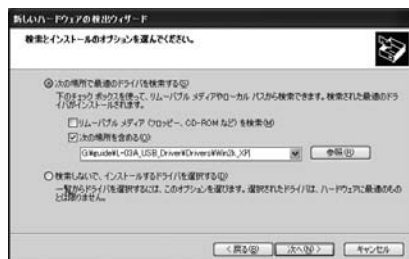 新しいハードウェアの検出ウィザード
検索とインストールのオプションを選んでください。
次の場所で最適のドライバを検索する(S)
下のチェック ボックスを使って、リムーバブル メディアやローカル パスから検索できます。検索された最適のドラ
イバがインストールされます。
リムーバブル メディア (フロッピー、CD-ROM など) を検索(M)
次の場所を含める(O):
G:¥guide¥L-03A_USB_Driver¥Drivers¥Win2k_XP
参照(R)
検索しないで、インストールするドライバを選択する(D)
一覧からドライバを選択するには、このオプションを選びます。選択されたドライバは、ハードウェアに最適のもの
とは限りません。
< 戻る(B)
次へ(N) >
キャンセル